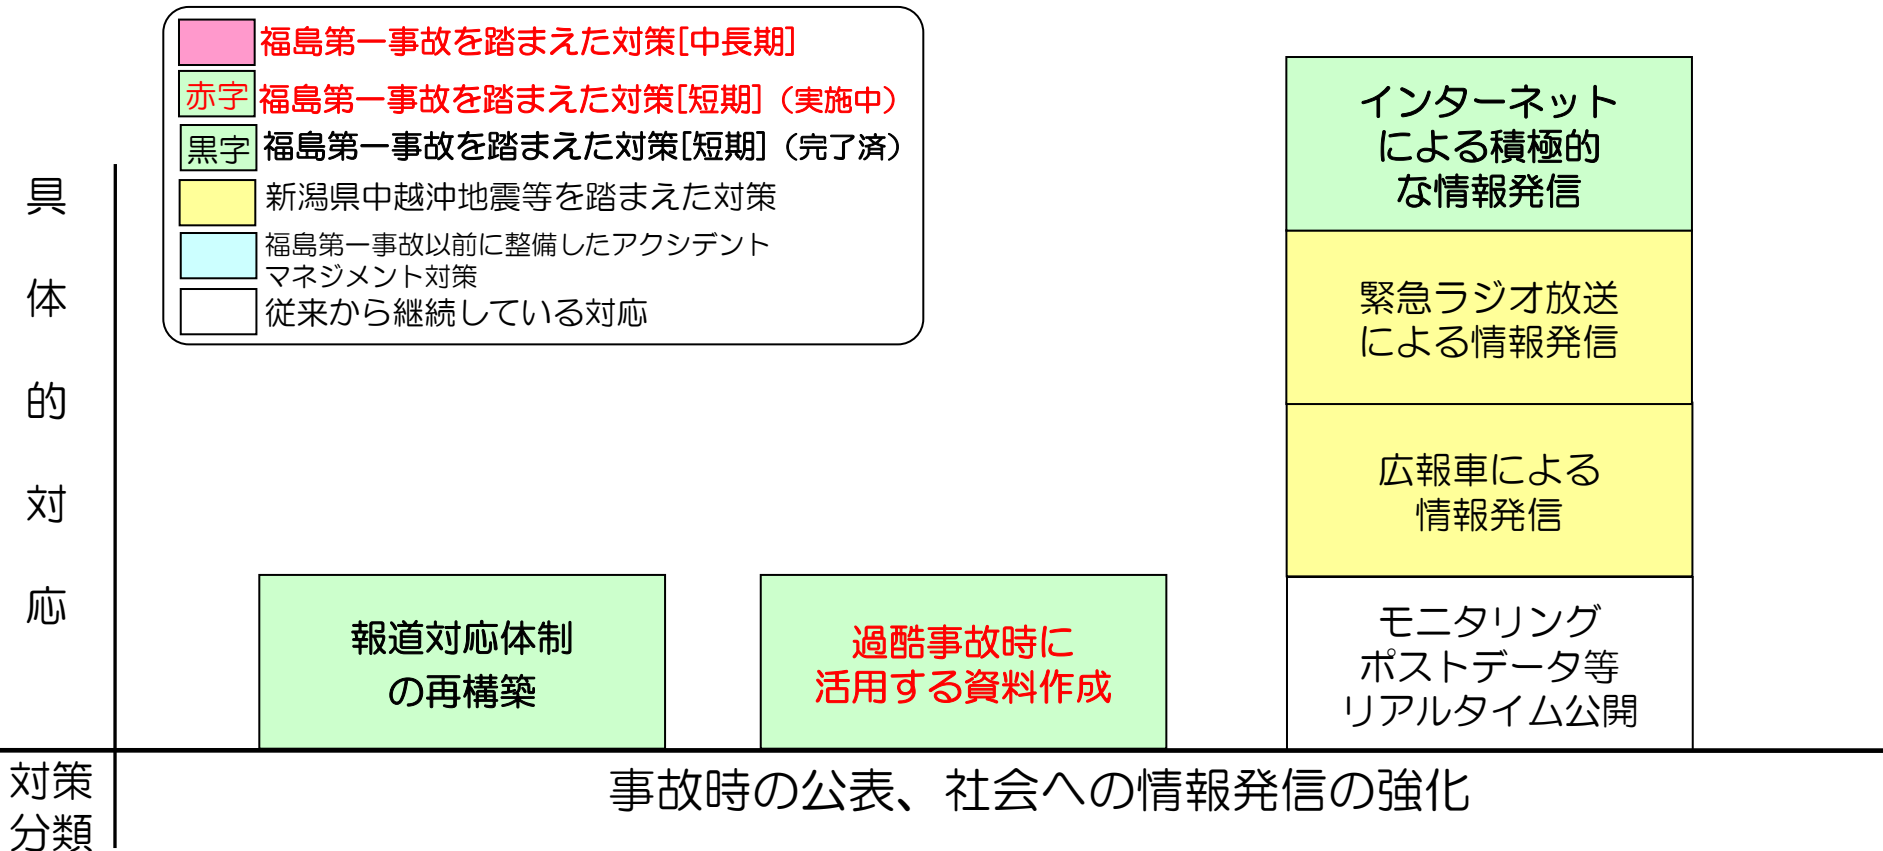 福島第一事故を踏まえた対策[中長期]
赤字 福島第一事故を踏まえた対策[短期]（実施中）
黒字 福島第一事故を踏まえた対策[短期]（完了済）
新潟県中越沖地震等を踏まえた対策
福島第一事故以前に整備したアクシデント
マネジメント対策
従来から継続している対応
具
体
的
対
応
報道対応体制
の再構築
過酷事故時に
活用する資料作成
インターネット
による積極的
な情報発信
緊急ラジオ放送
による情報発信
広報車による
情報発信
モニタリング
ポストデータ等
リアルタイム公開
対策
分類
事故時の公表、社会への情報発信の強化